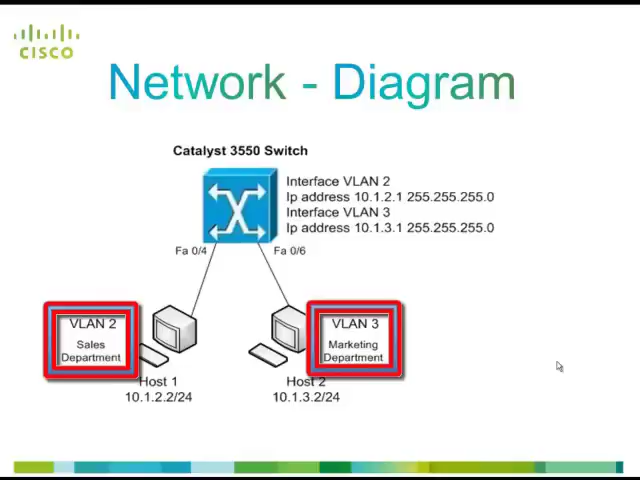 CISCO
Network - Diagram
Catalyst 3550 Switch
Interface VLAN 2
Ip address 10.1.2.1 255.255.255.0
Interface VLAN 3
Ip address 10.1.3.1 255.255.255.0
Fa 0/4
Fa 0/6
VLAN 2
Sales
Department
VLAN 3
Marketing
Department
Host 1
10.1.2.2/24
Host 2
10.1.3.2/24